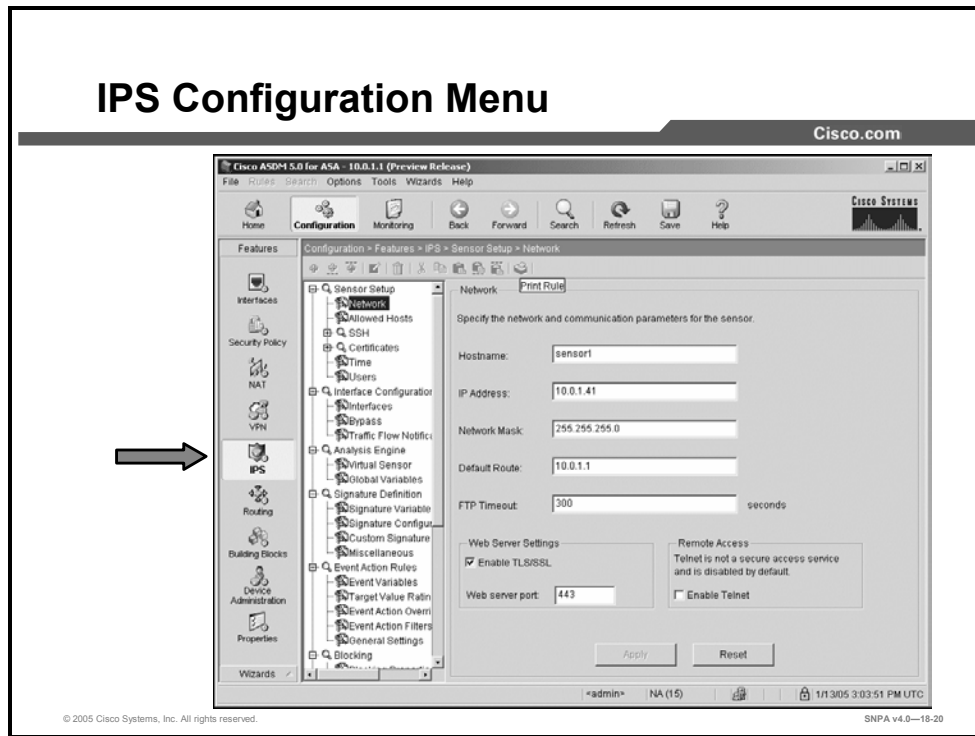 IPS Configuration Menu
Cisco.com
Cisco ASDM 5.0 for ASA - 10.0.1.1 (Preview Release)
File Rules Search Options Tools Wizards Help
Home Configuration Monitoring Back Forward Search Refresh Save Help
CISCO SYSTEMS
Features
Configuration > Features > IPS > Sensor Setup > Network
Print Rule
Interfaces
Security Policy
NAT
VPN
IPS
Routing
Building Blocks
Device Administration
Properties
Wizards
Sensor Setup
Network
Allowed Hosts
SSH
Certificates
Time
Users
Interface Configuration
Interfaces
Bypass
Traffic Flow Notifica
Analysis Engine
Virtual Sensor
Global Variables
Signature Definition
Signature Variable
Signature Configur
Custom Signature
Miscellaneous
Event Action Rules
Event Variables
Target Value Ratin
Event Action Overri
Event Action Filters
General Settings
Blocking
Network
Specify the network and communication parameters for the sensor.
Hostname: sensor1
IP Address: 10.0.1.41
Network Mask: 255.255.255.0
Default Route: 10.0.1.1
FTP Timeout: 300 seconds
Web Server Settings
Enable TLS/SSL
Web server port: 443
Remote Access
Telnet is not a secure access service
and is disabled by default.
Enable Telnet
Apply Reset
<admin> NA (15) 1/13/05 3:03:51 PM UTC
© 2005 Cisco Systems, Inc. All rights reserved.
SNPA v4.0—18-20